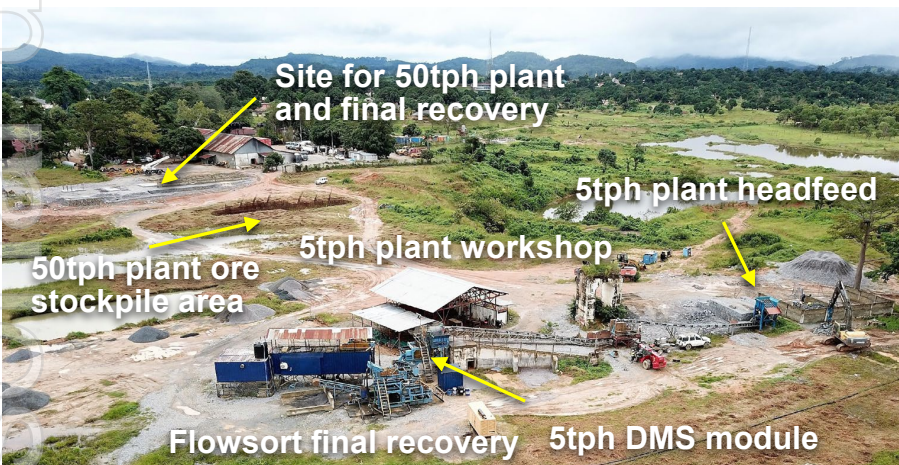 Site for 50tph plant
and final recovery
5tph plant headfeed
5tph plant workshop
50tph plant ore
stockpile area
Flowsort final recovery
5tph DMS module